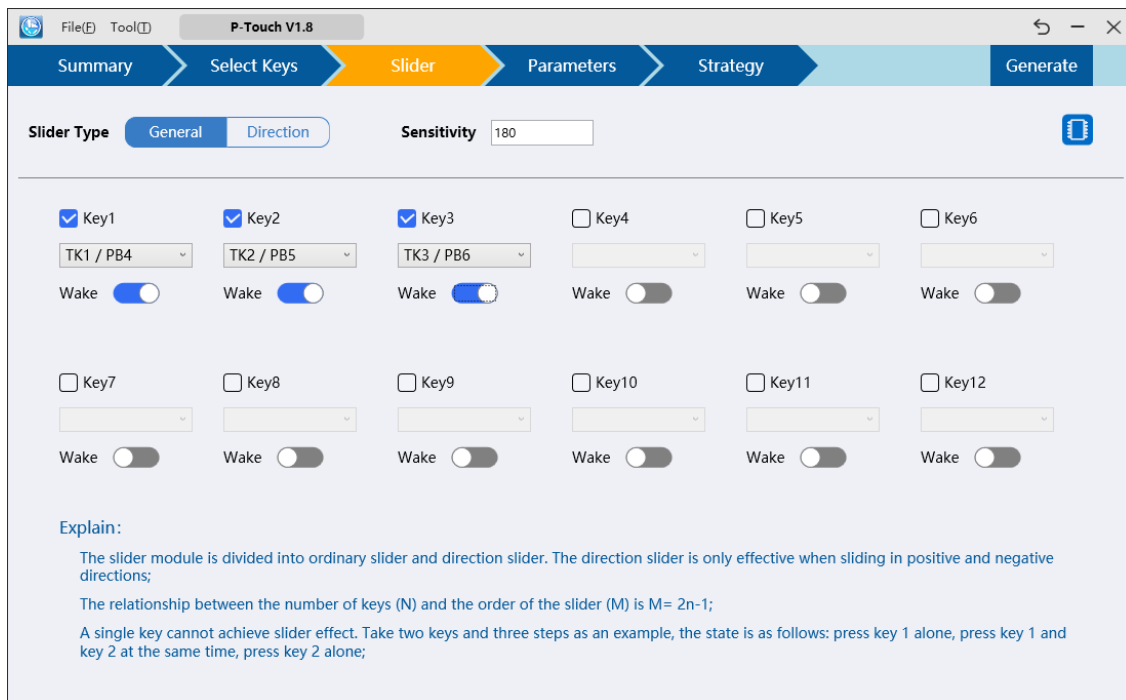 File(F) Tool(T) P-Touch V1.8
Summary Select Keys Slider Parameters Strategy Generate
Slider Type General Direction Sensitivity 180
Key1 Key2 Key3 Key4 Key5 Key6
TK1 / PB4 TK2 / PB5 TK3 / PB6
Wake Wake Wake Wake Wake Wake
Key7 Key8 Key9 Key10 Key11 Key12
Wake Wake Wake Wake Wake Wake
Explain:
The slider module is divided into ordinary slider and direction slider. The direction slider is only effective when sliding in positive and negative
directions;
The relationship between the number of keys (N) and the order of the slider (M) is M= 2n-1;
A single key cannot achieve slider effect. Take two keys and three steps as an example, the state is as follows: press key 1 alone, press key 1 and
key 2 at the same time, press key 2 alone;